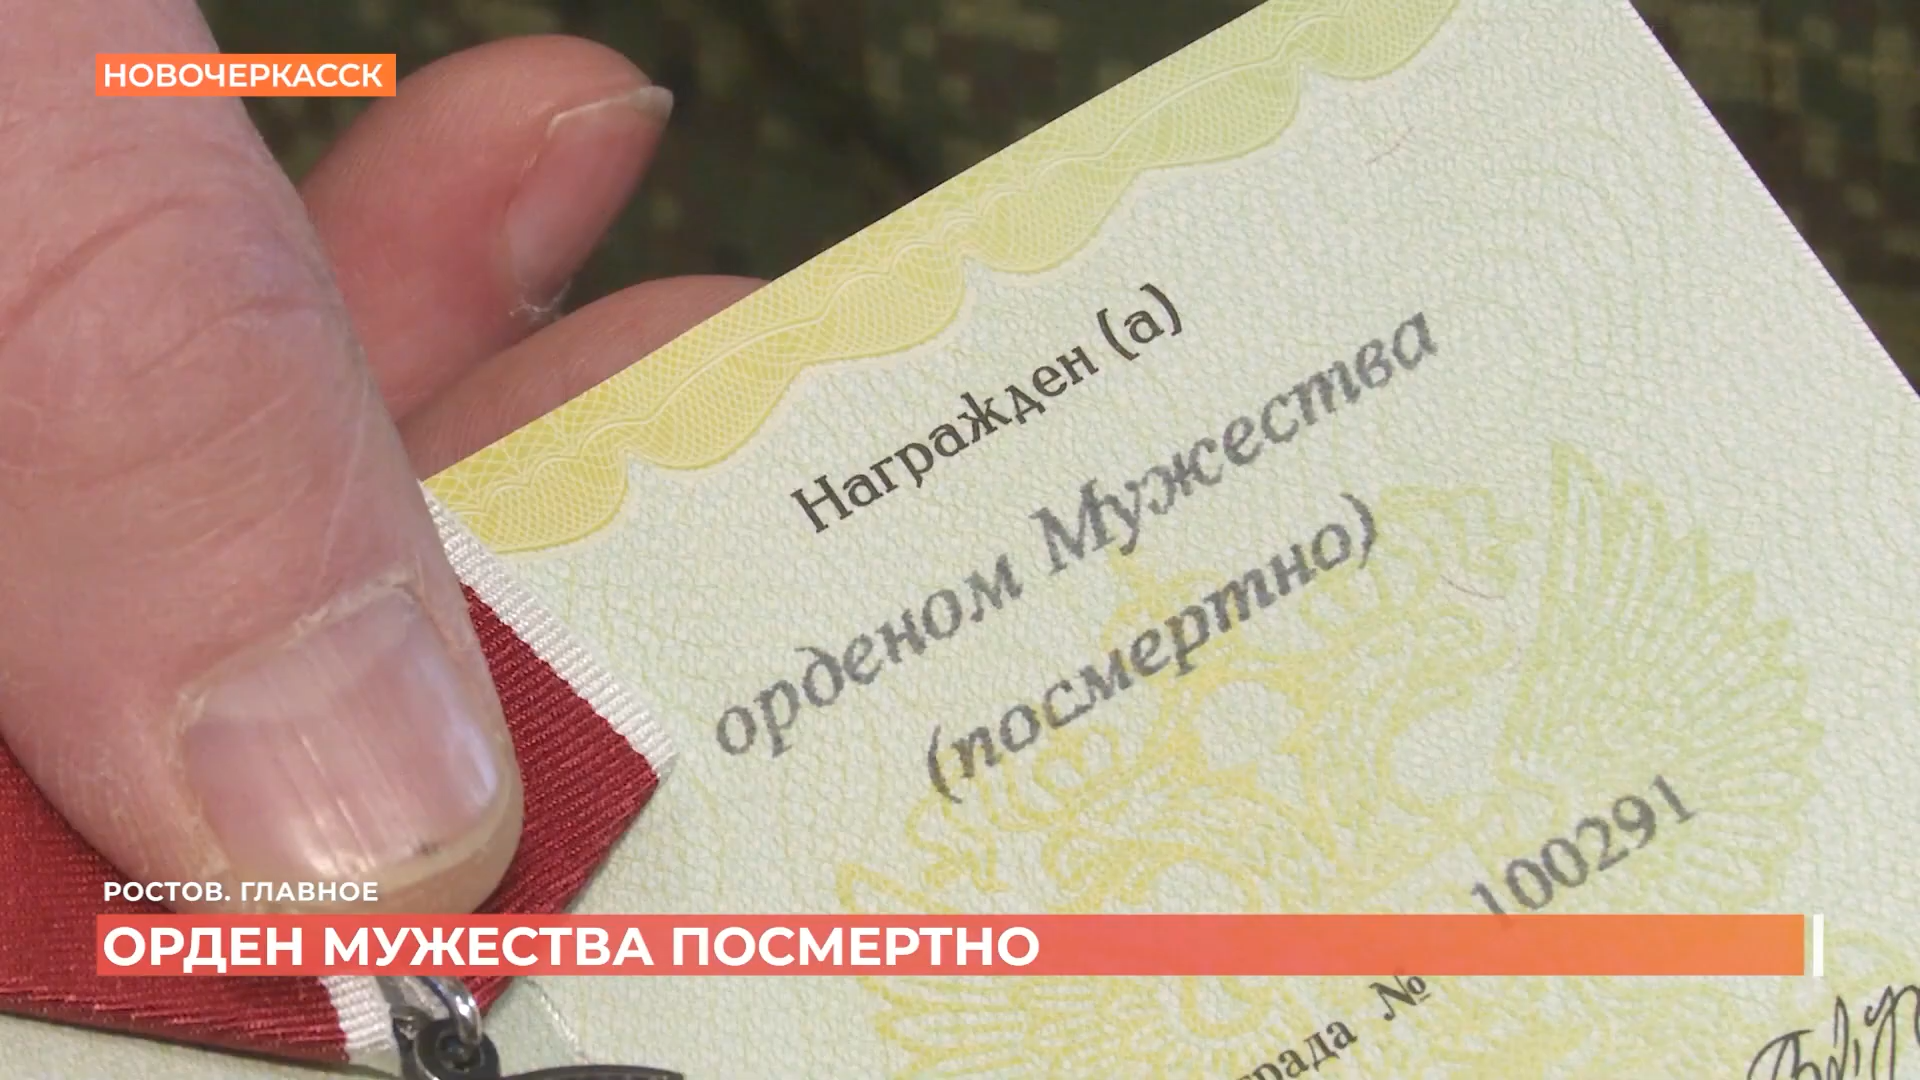 НОВОЧЕРКАССК
Награжден (а)
орденом Мужества
(посмертно)
№ 100291
РОСТОВ. ГЛАВНОЕ
ОРДЕН МУЖЕСТВА ПОСМЕРТНО